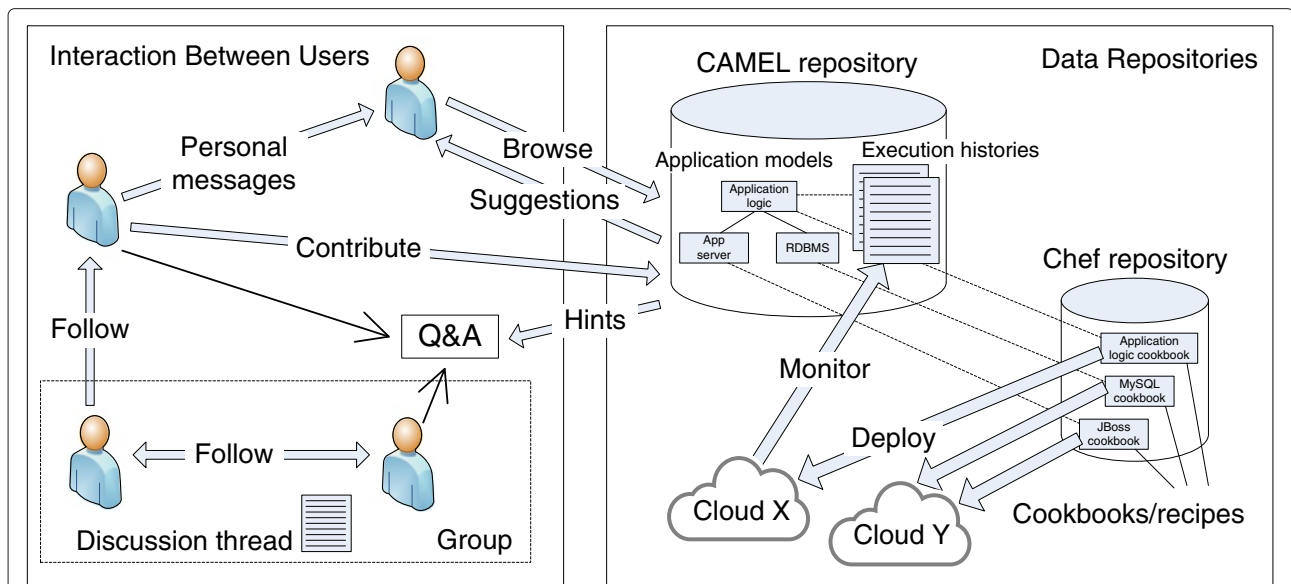 Interaction Between Users
Personal
messages
Browse
Suggestions
Contribute
Follow
Q&A
Hints
Follow
Discussion thread
Group
Data Repositories
CAMEL repository
Application models
Execution histories
Application
logic
App
server
RDBMS
Chef repository
Application
logic cookbook
MySQL
cookbook
JBoss
cookbook
Monitor
Deploy
Cloud X
Cloud Y
Cookbooks/recipes